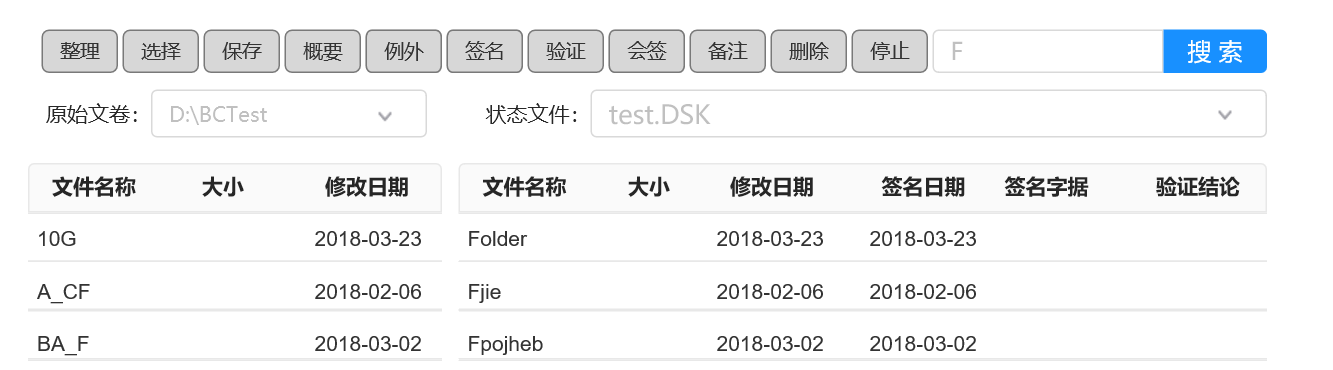 整理 选择 保存 概要 例外 签名 验证 会签 备注 删除 停止 F 搜 索
原始文卷: D:\BCTest 状态文件: test.DSK
文件名称 大小 修改日期 文件名称 大小 修改日期 签名日期 签名字据 验证结论
10G 2018-03-23 Folder 2018-03-23 2018-03-23
A_CF 2018-02-06 Fjie 2018-02-06 2018-02-06
BA_F 2018-03-02 Fpojheb 2018-03-02 2018-03-02